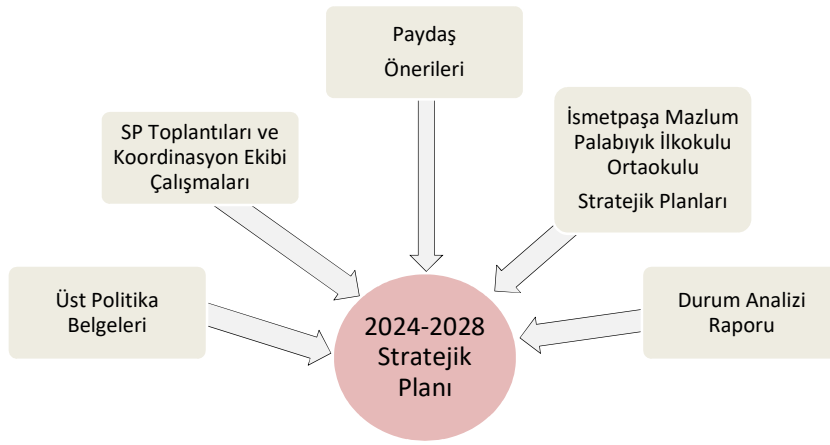 Paydaş
Önerileri
SP Toplantıları ve
Koordinasyon Ekibi
Çalışmaları
İsmetpaşa Mazlum
Palabıyık İlkokulu
Ortaokulu
Stratejik Planları
Üst Politika
Belgeleri
Durum Analizi
Raporu
2024-2028
Stratejik
Planı